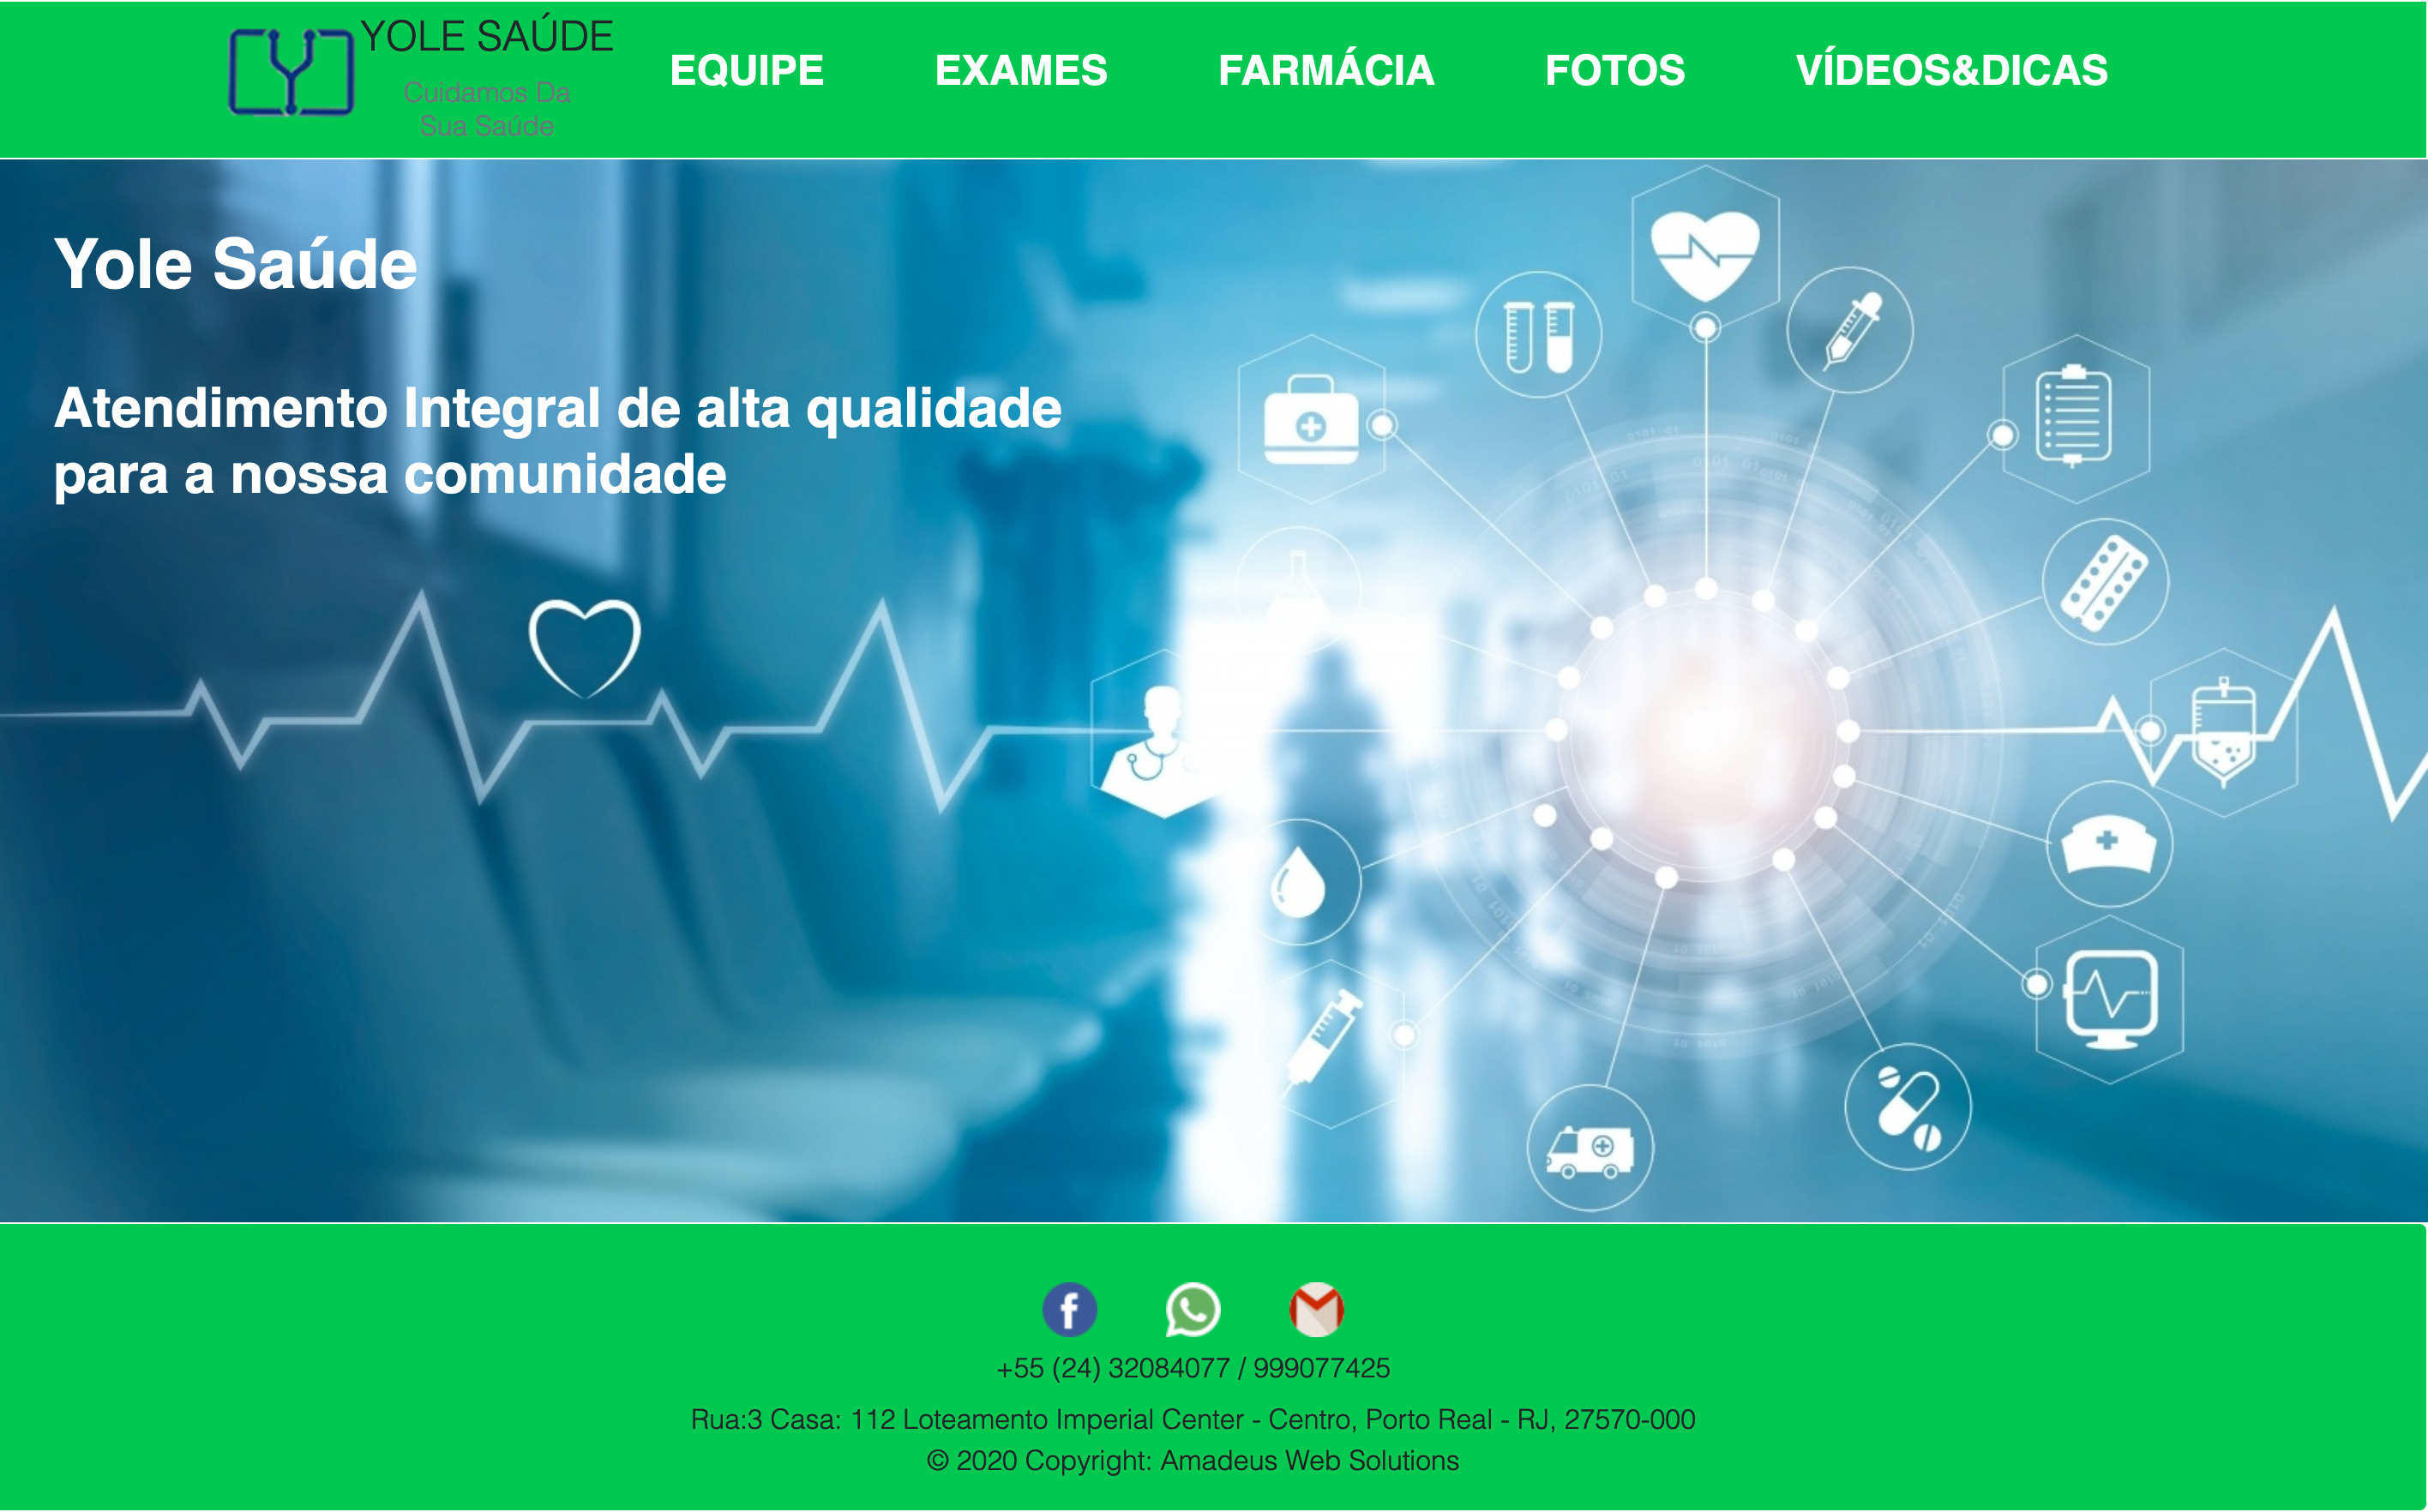 YOLE SAÚDE
Cuidamos Da
Sua Saúde
EQUIPE
EXAMES
FARMÁCIA
FOTOS
VÍDEOS&DICAS
Yole Saúde
Atendimento Integral de alta qualidade
para a nossa comunidade
+55 (24) 32084077 / 999077425
Rua:3 Casa: 112 Loteamento Imperial Center - Centro, Porto Real - RJ, 27570-000
© 2020 Copyright: Amadeus Web Solutions